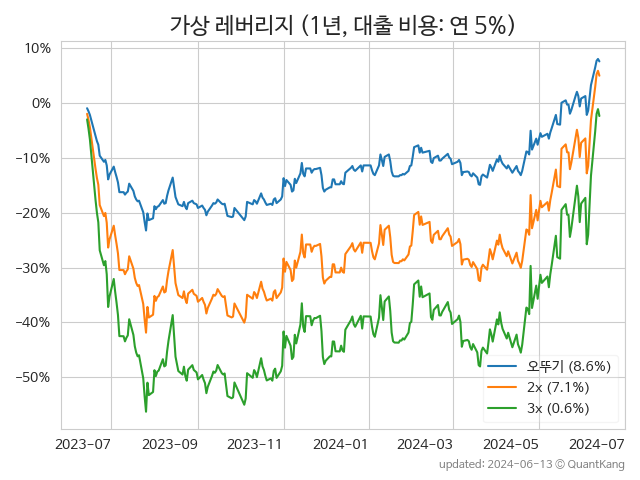 가상 레버리지 (1년, 대출 비용: 연 5%)
10%
0%
-10%
-20%
-30%
-40%
-50%
오뚜기 (8.6%)
2x (7.1%)
3x (0.6%)
2023-07 2023-09 2023-11 2024-01 2024-03 2024-05 2024-07
updated: 2024-06-13 © QuantKang